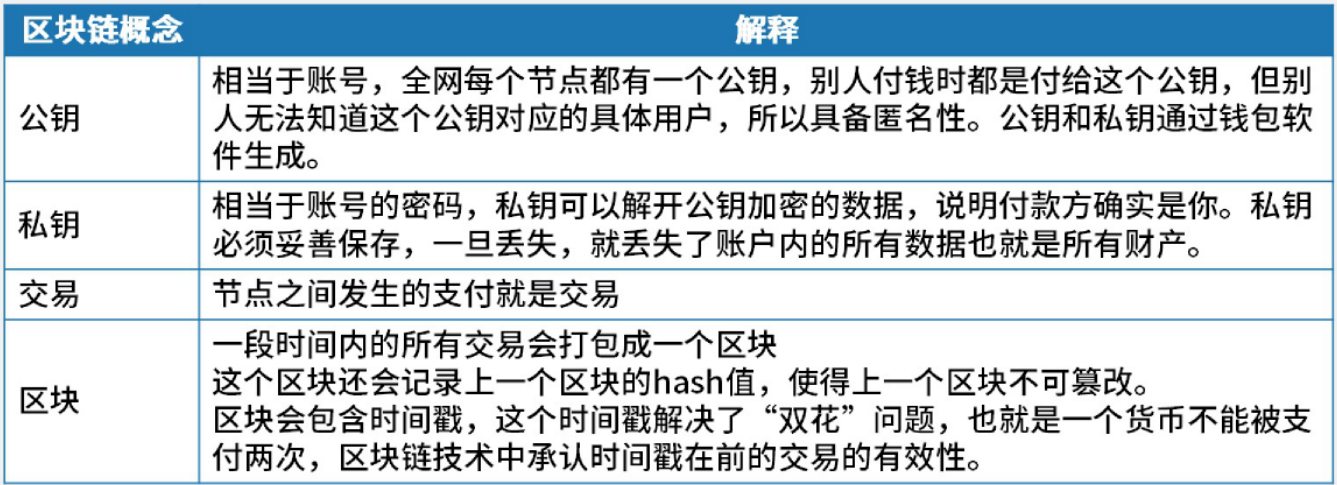 区块链概念 解释
公钥
相当于账号，全网每个节点都有一个公钥，别人付钱时都是付给这个公钥，但别
人无法知道这个公钥对应的具体用户，所以具备匿名性。公钥和私钥通过钱包软
件生成。
私钥
相当于账号的密码，私钥可以解开公钥加密的数据，说明付款方确实是你。私钥
必须妥善保存，一旦丢失，就丢失了账户内的所有数据也就是所有财产。
交易 节点之间发生的支付就是交易
区块
一段时间内的所有交易会打包成一个区块
这个区块还会记录上一个区块的hash值，使得上一个区块不可篡改。
区块会包含时间戳，这个时间戳解决了“双花”问题，也就是一个货币不能被支
付两次，区块链技术中承认时间戳在前的交易的有效性。